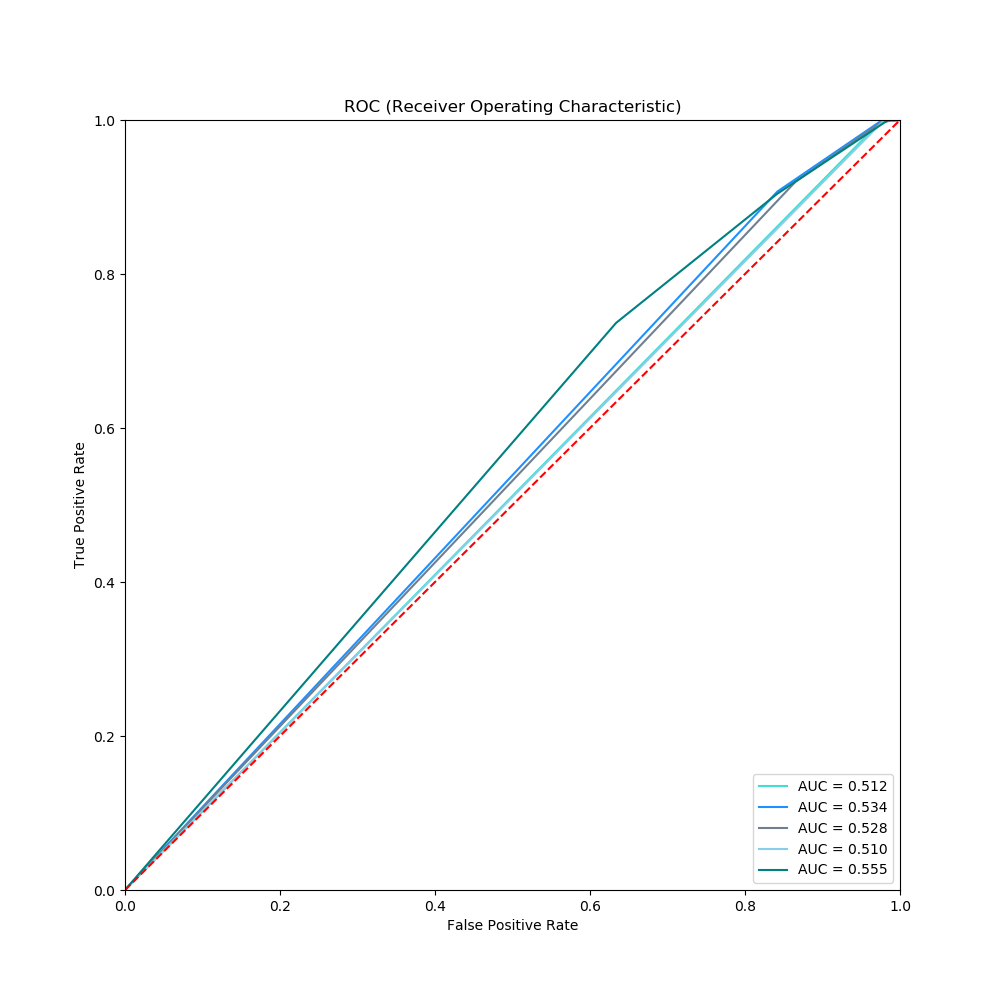 ROC (Receiver Operating Characteristic)
1.0
0.8
0.6
0.4
0.2
0.0
True Positive Rate
0.0 0.2 0.4 0.6 0.8 1.0
False Positive Rate
AUC = 0.512
AUC = 0.534
AUC = 0.528
AUC = 0.510
AUC = 0.555